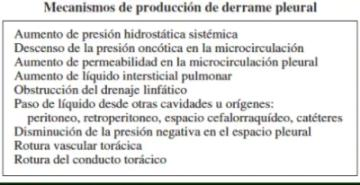 Mecanismos de producción de derrame pleural
Aumento de presión hidrostática sistémica
Descenso de la presión oncótica en la microcirculación
Aumento de permeabilidad en la microcirculación pleural
Aumento de líquido intersticial pulmonar
Obstrucción del drenaje linfático
Paso de líquido desde otras cavidades u orígenes:
peritoneo, retroperitoneo, espacio cefalorraquídeo, catéteres
Disminución de la presión negativa en el espacio pleural
Rotura vascular torácica
Rotura del conducto torácico